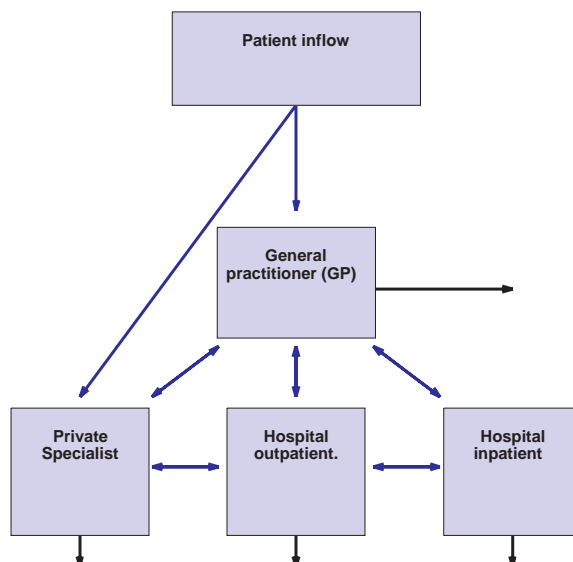 Patient inflow
General
practitioner (GP)
Private
Specialist
Hospital
outpatient.
Hospital
inpatient